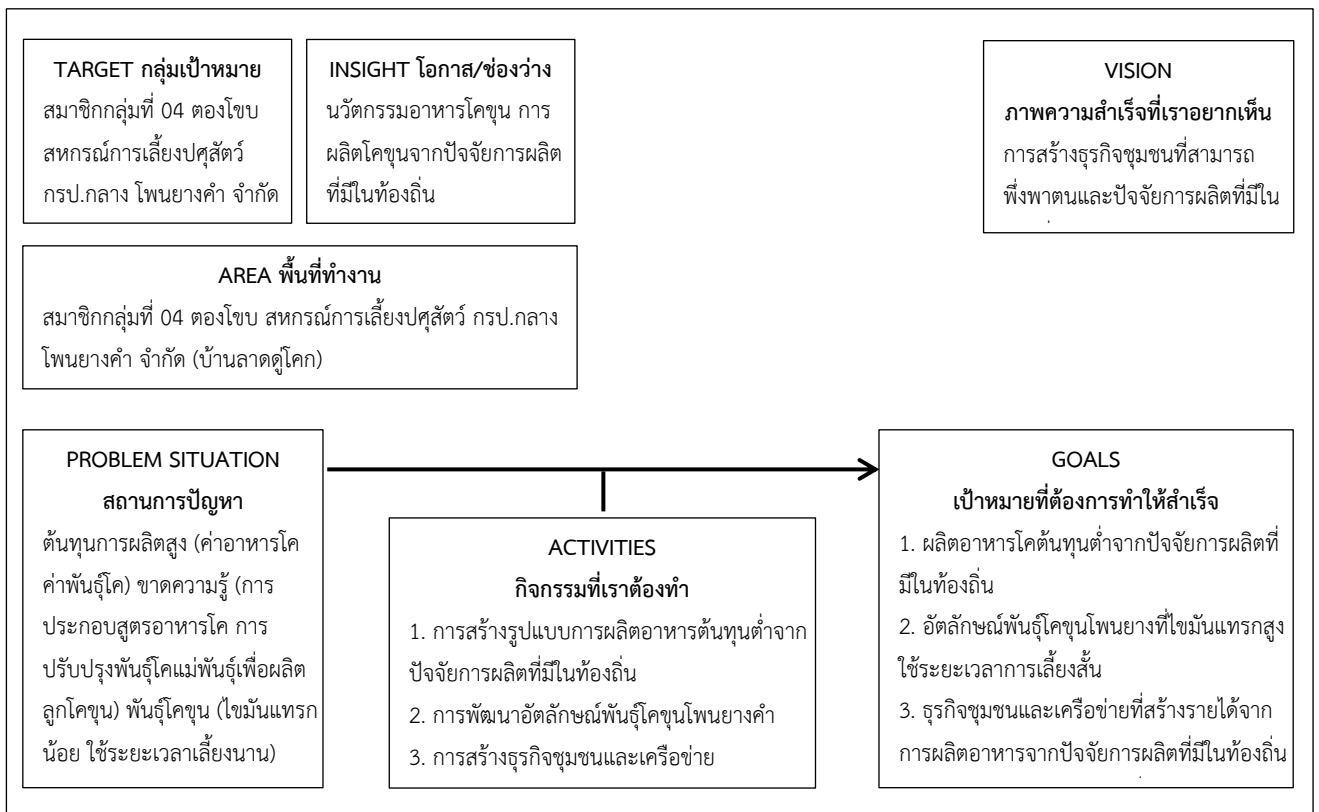 TARGET กลุ่มเป้าหมาย
สมาชิกกลุ่มที่ 04 ตองโขบ
สหกรณ์การเลี้ยงปศุสัตว์
กรป.กลาง โพนยางคำ จำกัด
INSIGHT โอกาส/ช่องว่าง
นวัตกรรมอาหารโคขุน การ
ผลิตโคขุนจากปัจจัยการผลิต
ที่มีในท้องถิ่น
VISION
ภาพความสำเร็จที่เราอยากเห็น
การสร้างธุรกิจชุมชนที่สามารถ
พึ่งพาตนและปัจจัยการผลิตที่มีใน
AREA พื้นที่ทำงาน
สมาชิกกลุ่มที่ 04 ตองโขบ สหกรณ์การเลี้ยงปศุสัตว์ กรป.กลาง
โพนยางคำ จำกัด (บ้านลาดดู่โคก)
PROBLEM SITUATION
สถานการปัญหา
ต้นทุนการผลิตสูง (ค่าอาหารโค
ค่าพันธุ์โค) ขาดความรู้ (การ
ประกอบสูตรอาหารโค การ
ปรับปรุงพันธุ์โคแม่พันธุ์เพื่อผลิต
ลูกโคขุน) พันธุ์โคขุน (ไขมันแทรก
น้อย ใช้ระยะเวลาเลี้ยงนาน)
ACTIVITIES
กิจกรรมที่เราต้องทำ
1. การสร้างรูปแบบการผลิตอาหารต้นทุนต่ำจาก
ปัจจัยการผลิตที่มีในท้องถิ่น
2. การพัฒนาอัตลักษณ์พันธุ์โคขุนโพนยางคำ
3. การสร้างธุรกิจชุมชนและเครือข่าย
GOALS
เป้าหมายที่ต้องการทำให้สำเร็จ
1. ผลิตอาหารโคต้นทุนต่ำจากปัจจัยการผลิตที่
มีในท้องถิ่น
2. อัตลักษณ์พันธุ์โคขุนโพนยางที่ไขมันแทรกสูง
ใช้ระยะเวลาการเลี้ยงสั้น
3. ธุรกิจชุมชนและเครือข่ายที่สร้างรายได้จาก
การผลิตอาหารจากปัจจัยการผลิตที่มีในท้องถิ่น